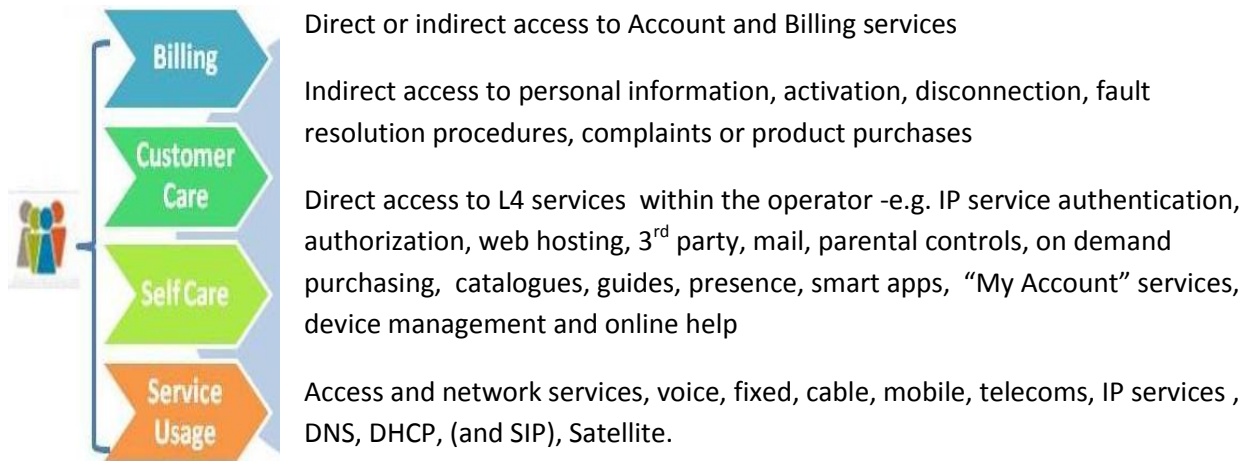 Billing
Direct or indirect access to Account and Billing services
Customer
Care
Indirect access to personal information, activation, disconnection, fault
resolution procedures, complaints or product purchases
Self Care
Direct access to L4 services  within the operator -e.g. IP service authentication,
authorization, web hosting, 3rd party, mail, parental controls, on demand
purchasing,  catalogues, guides, presence, smart apps,  “My Account” services,
device management and online help
Service
Usage
Access and network services, voice, fixed, cable, mobile, telecoms, IP services ,
DNS, DHCP, (and SIP), Satellite.